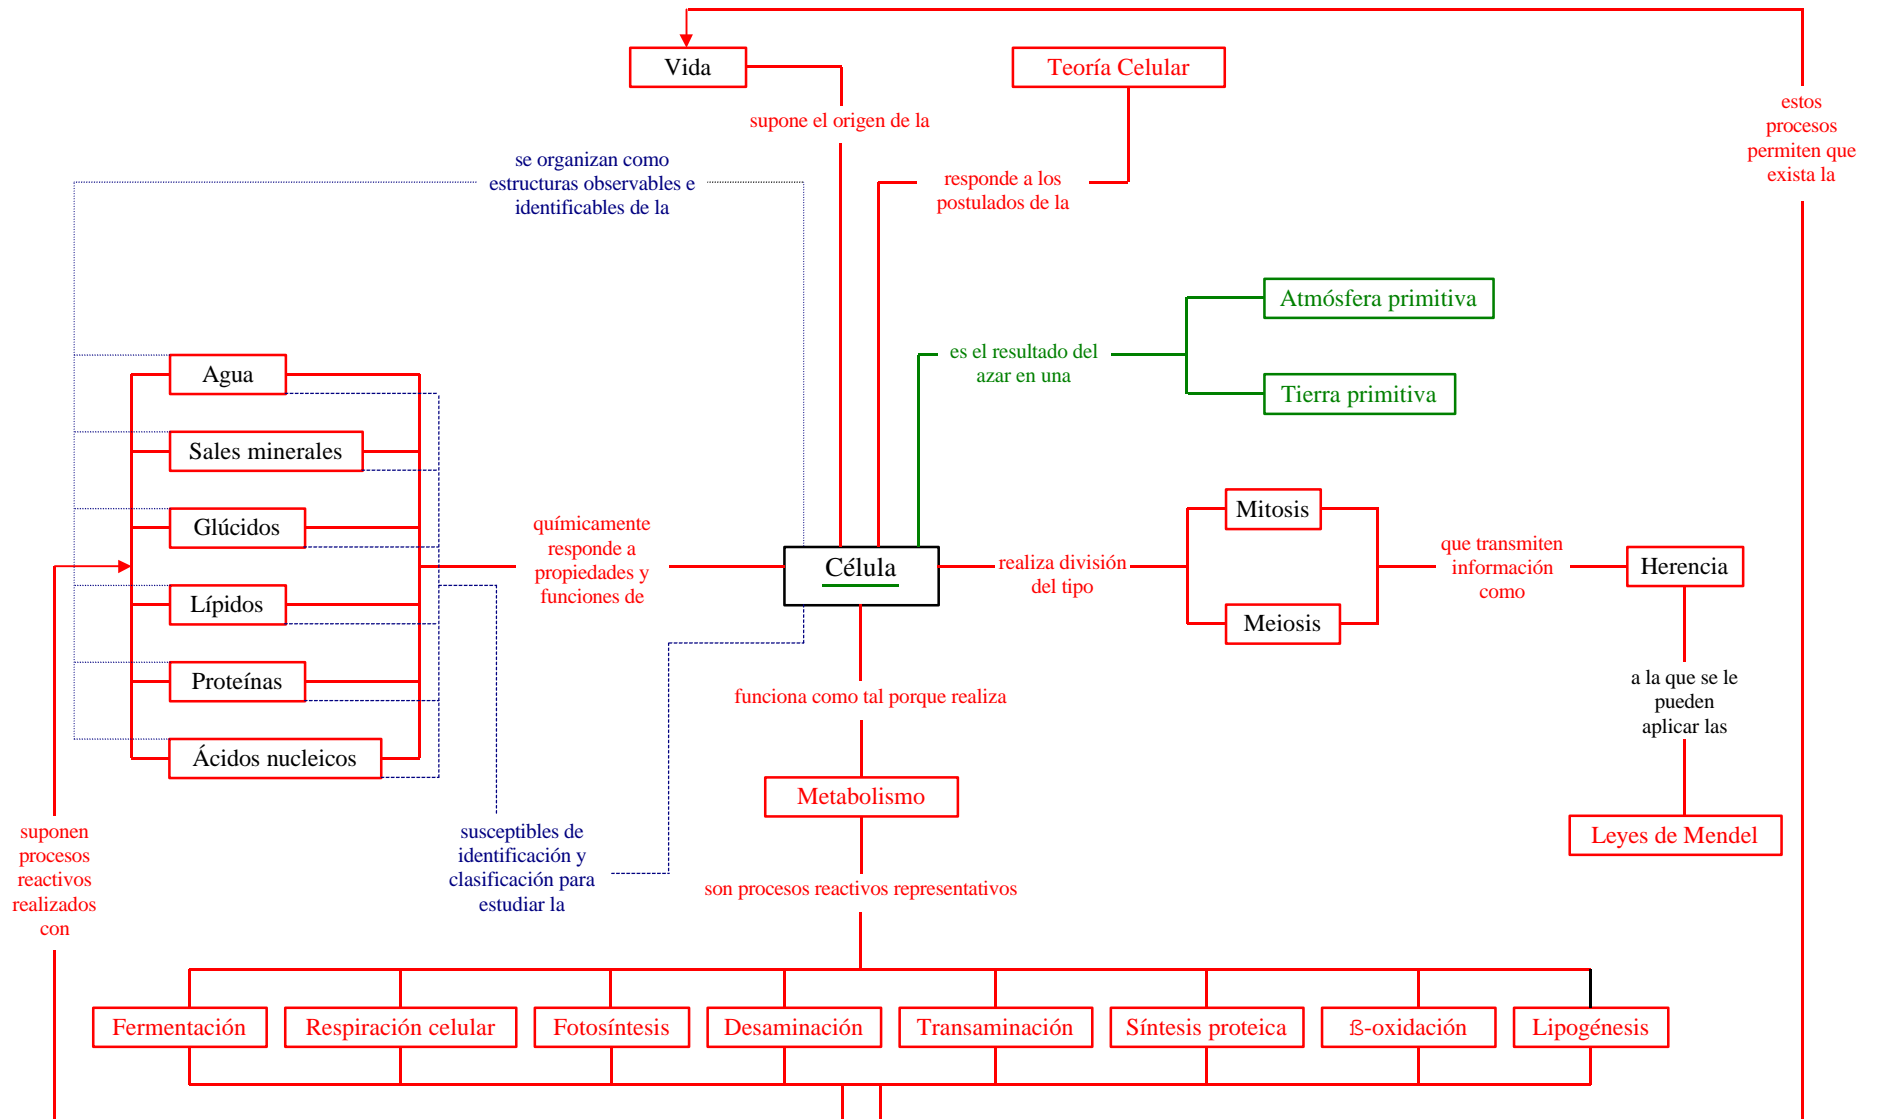 Vida
Teoría Celular
supone el origen de la
estos
procesos
permiten que
exista la
se organizan como
estructuras observables e
identificables de la
responde a los
postulados de la
Atmósfera primitiva
es el resultado del
azar en una
Tierra primitiva
Agua
Sales minerales
Glúcidos
Lípidos
Proteínas
Ácidos nucleicos
químicamente
responde a
propiedades y
funciones de
Célula
realiza división
del tipo
Mitosis
Meiosis
que transmiten
información
como
Herencia
a la que se le
pueden
aplicar las
Leyes de Mendel
funciona como tal porque realiza
Metabolismo
suponen
procesos
reactivos
realizados
con
susceptibles de
identificación y
clasificación para
estudiar la
son procesos reactivos representativos
Fermentación
Respiración celular
Fotosíntesis
Desaminación
Transaminación
Síntesis proteica
ß-oxidación
Lipogénesis